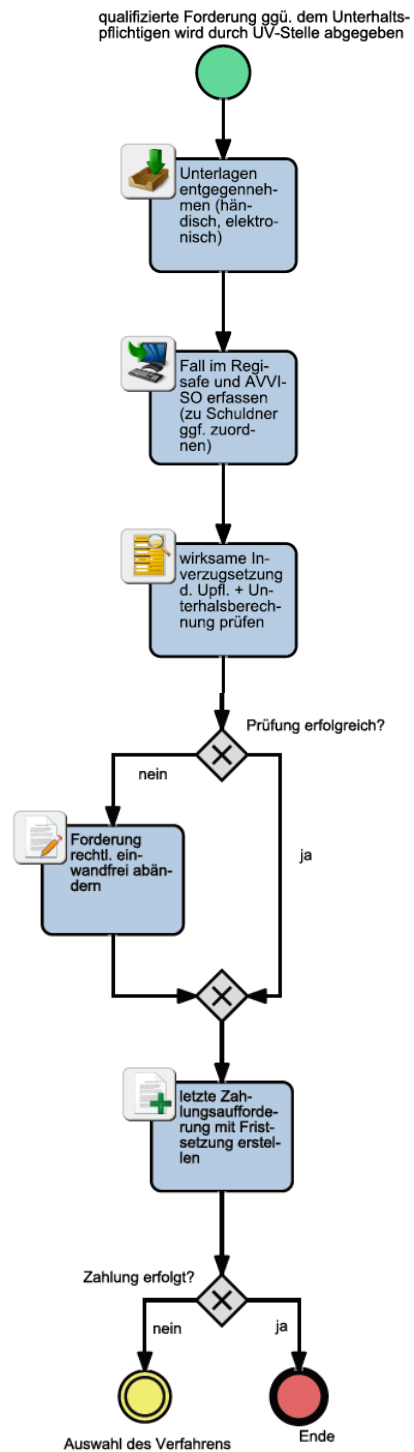 qualifizierte Forderung ggü. dem Unterhalts-
pflichtigen wird durch UV-Stelle abgegeben
Unterlagen
entgegenneh-
men (hän-
disch, elektro-
nisch)
Fall im Regi-
safe und AVVI-
SO erfassen
(zu Schuldner
ggf. zuord-
nen)
wirksame In-
verzugsetzung
d. Upfl. + Un-
terhalsberech-
nung prüfen
Prüfung erfolgreich?
nein
ja
Forderung
rechtl. ein-
wandfrei abän-
dern
letzte Zah-
lungsaufforde-
rung mit Frist-
setzung erstel-
len
Zahlung erfolgt?
nein
ja
Auswahl des Verfahrens
Ende